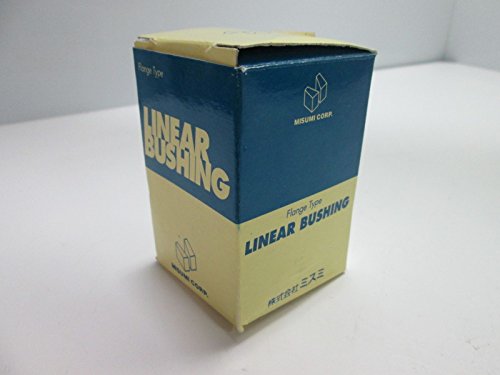 Flange Type
LINEAR
BUSHING
MISUMI CORP.
MISUMI CORP.
Flange Type
LINEAR BUSHING
株式会社 ミスミ